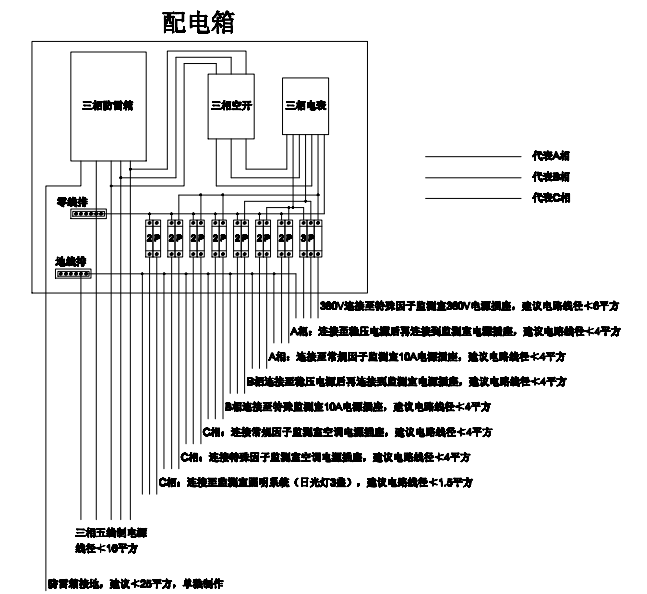 配电箱
三相防雷箱
三相空开
三相电表
代表A相
代表B相
代表C相
零线排
2P 2P 2P 2P 2P 2P 2P 3P
地线排
380V连接至特殊因子监测室380V电源插座，建议电路线径<6平方
A相：连接至稳压电源后再连接到监测室电源插座，建议电路线径<4平方
A相：连接至常规因子监测室10A电源插座，建议电路线径<4平方
B相连接至稳压电源后再连接到监测室电源插座，建议电路线径<4平方
B相连接至特殊监测室10A电源插座，建议电路线径<4平方
C相：连接常规因子监测室空调电源插座，建议电路线径<4平方
C相：连接特殊因子监测室空调电源插座，建议电路线径<4平方
C相：连接至监测室照明系统（日光灯3盏），建议电路线径<1.5平方
三相五线制电源
线径<16平方
防雷箱接地，建议<25平方，单独制作